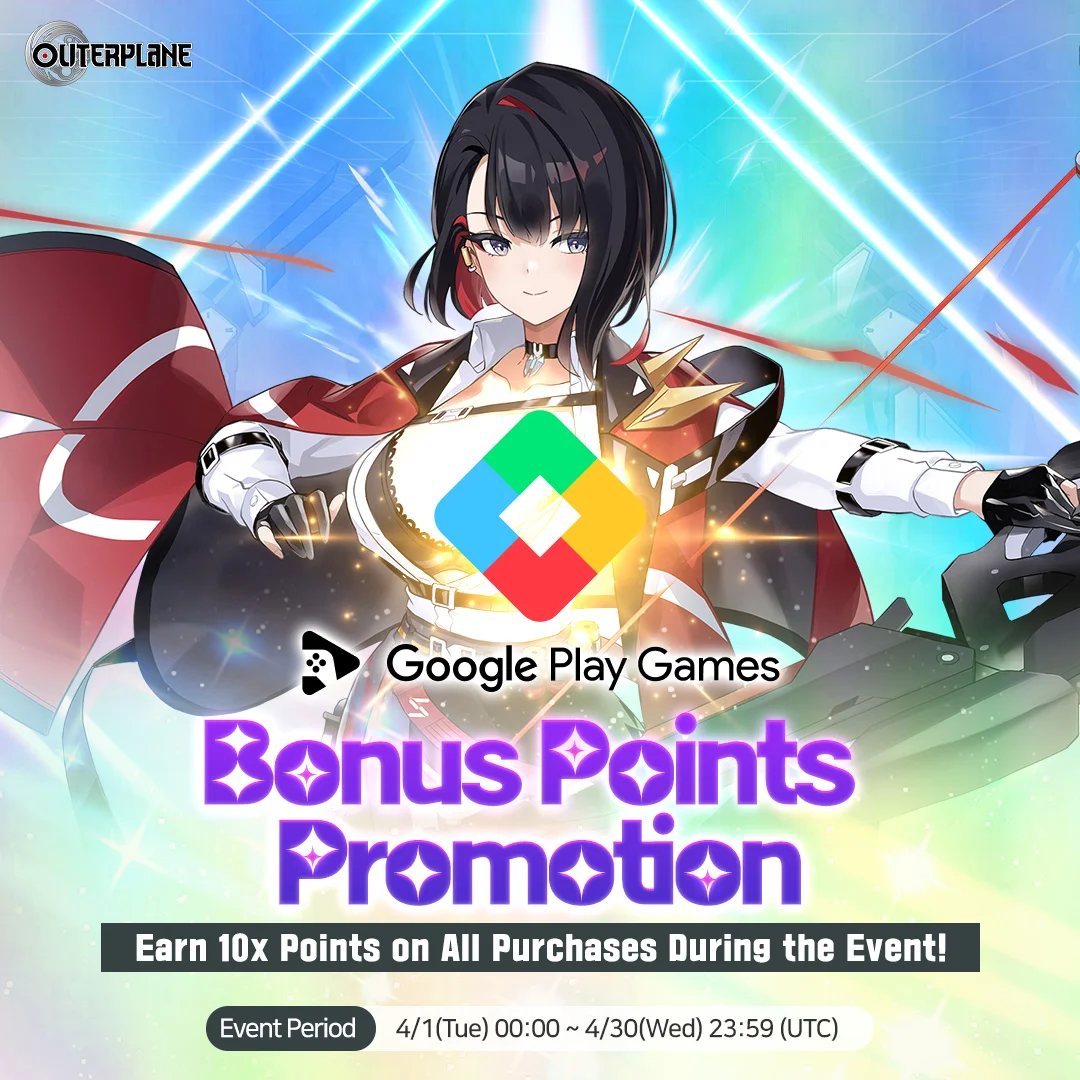 OUTERPLANE
Google Play Games
Bonus Points
Promotion
Earn 10x Points on All Purchases During the Event!
Event Period 4/1(Tue) 00:00 ~ 4/30(Wed) 23:59 (UTC)